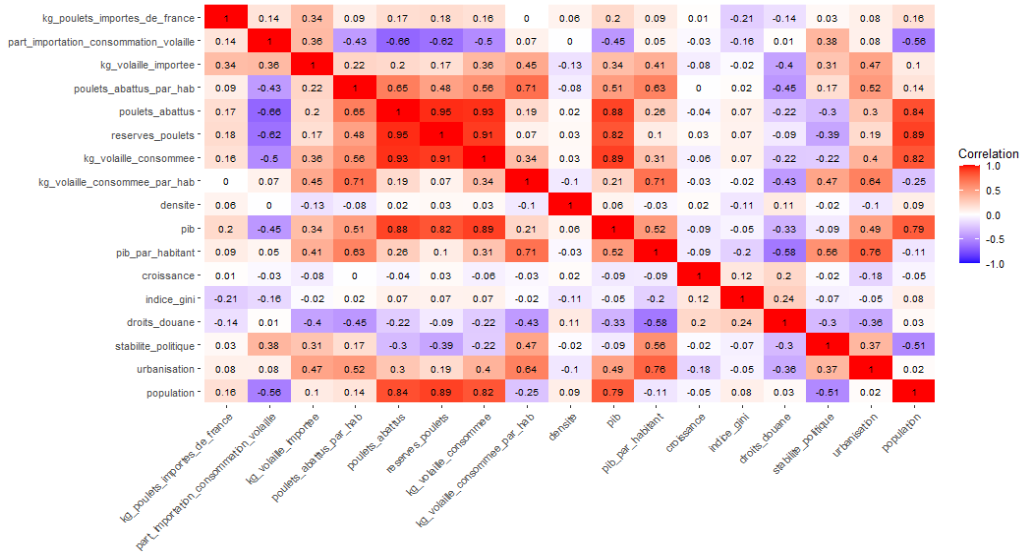 kg_poulets_importes_de_france 1 0.14 0.34 0.09 0.17 0.18 0.16 0 0.06 0.2 0.09 0.01 -0.21 -0.14 0.03 0.08 0.16
part_importation_consommation_volaille 0.14 1 0.36 -0.43 -0.66 -0.62 -0.5 0.07 0 -0.45 0.05 -0.03 -0.16 0.01 0.38 0.08 -0.56
kg_volaille_importee 0.34 0.36 1 0.22 0.2 0.17 0.36 0.45 -0.13 0.34 0.41 -0.08 -0.02 -0.4 0.31 0.47 0.1
poulets_abattus_par_hab 0.09 -0.43 0.22 1 0.65 0.48 0.56 0.71 -0.08 0.51 0.63 0 0.02 -0.45 0.17 0.52 0.14
poulets_abattus 0.17 -0.66 0.2 0.65 1 0.95 0.93 0.19 0.02 0.88 0.26 -0.04 0.07 -0.22 -0.3 0.3 0.84
reserves_poulets 0.18 -0.62 0.17 0.48 0.95 1 0.91 0.07 0.03 0.82 0.1 0.03 0.07 -0.09 -0.39 0.19 0.89
kg_volaille_consommee 0.16 -0.5 0.36 0.56 0.93 0.91 1 0.34 0.03 0.89 0.31 -0.06 0.07 -0.22 -0.22 0.4 0.82
kg_volaille_consommee_par_hab 0 0.07 0.45 0.71 0.19 0.07 0.34 1 -0.1 0.21 0.71 -0.03 -0.02 -0.43 0.47 0.64 -0.25
densite 0.06 0 -0.13 -0.08 0.02 0.03 0.03 -0.1 1 0.06 -0.03 0.02 -0.11 0.11 -0.02 -0.1 0.09
pib 0.2 -0.45 0.34 0.51 0.88 0.82 0.89 0.21 0.06 1 0.52 -0.09 -0.05 -0.33 -0.09 0.49 0.79
pib_par_habitant 0.09 0.05 0.41 0.63 0.26 0.1 0.31 0.71 -0.03 0.52 1 -0.09 -0.2 -0.58 0.56 0.76 -0.11
croissance 0.01 -0.03 -0.08 0 -0.04 0.03 -0.06 -0.03 0.02 -0.09 -0.09 1 0.12 0.2 -0.02 -0.18 -0.05
indice_gini -0.21 -0.16 -0.02 0.02 0.07 0.07 0.07 -0.02 -0.11 -0.05 -0.2 0.12 1 0.24 -0.07 -0.05 0.08
droits_douane -0.14 0.01 -0.4 -0.45 -0.22 -0.09 -0.22 -0.43 0.11 -0.33 -0.58 0.2 0.24 1 -0.3 -0.36 0.03
stabilite_politique 0.03 0.38 0.31 0.17 -0.3 -0.39 -0.22 0.47 -0.02 -0.09 0.56 -0.02 -0.07 -0.3 1 0.37 -0.51
urbanisation 0.08 0.08 0.47 0.52 0.3 0.19 0.4 0.64 -0.1 0.49 0.76 -0.18 -0.05 -0.36 0.37 1 0.02
population 0.16 -0.56 0.1 0.14 0.84 0.89 0.82 -0.25 0.09 0.79 -0.11 -0.05 0.08 0.03 -0.51 0.02 1
kg_poulets_importes_de_france
part_importation_consommation_volaille
kg_volaille_importee
poulets_abattus_par_hab
poulets_abattus
reserves_poulets
kg_volaille_consommee
kg_volaille_consommee_par_hab
densite
pib
pib_par_habitant
croissance
indice_gini
droits_douane
stabilite_politique
urbanisation
population
Correlation
1.0
0.5
0.0
-0.5
-1.0